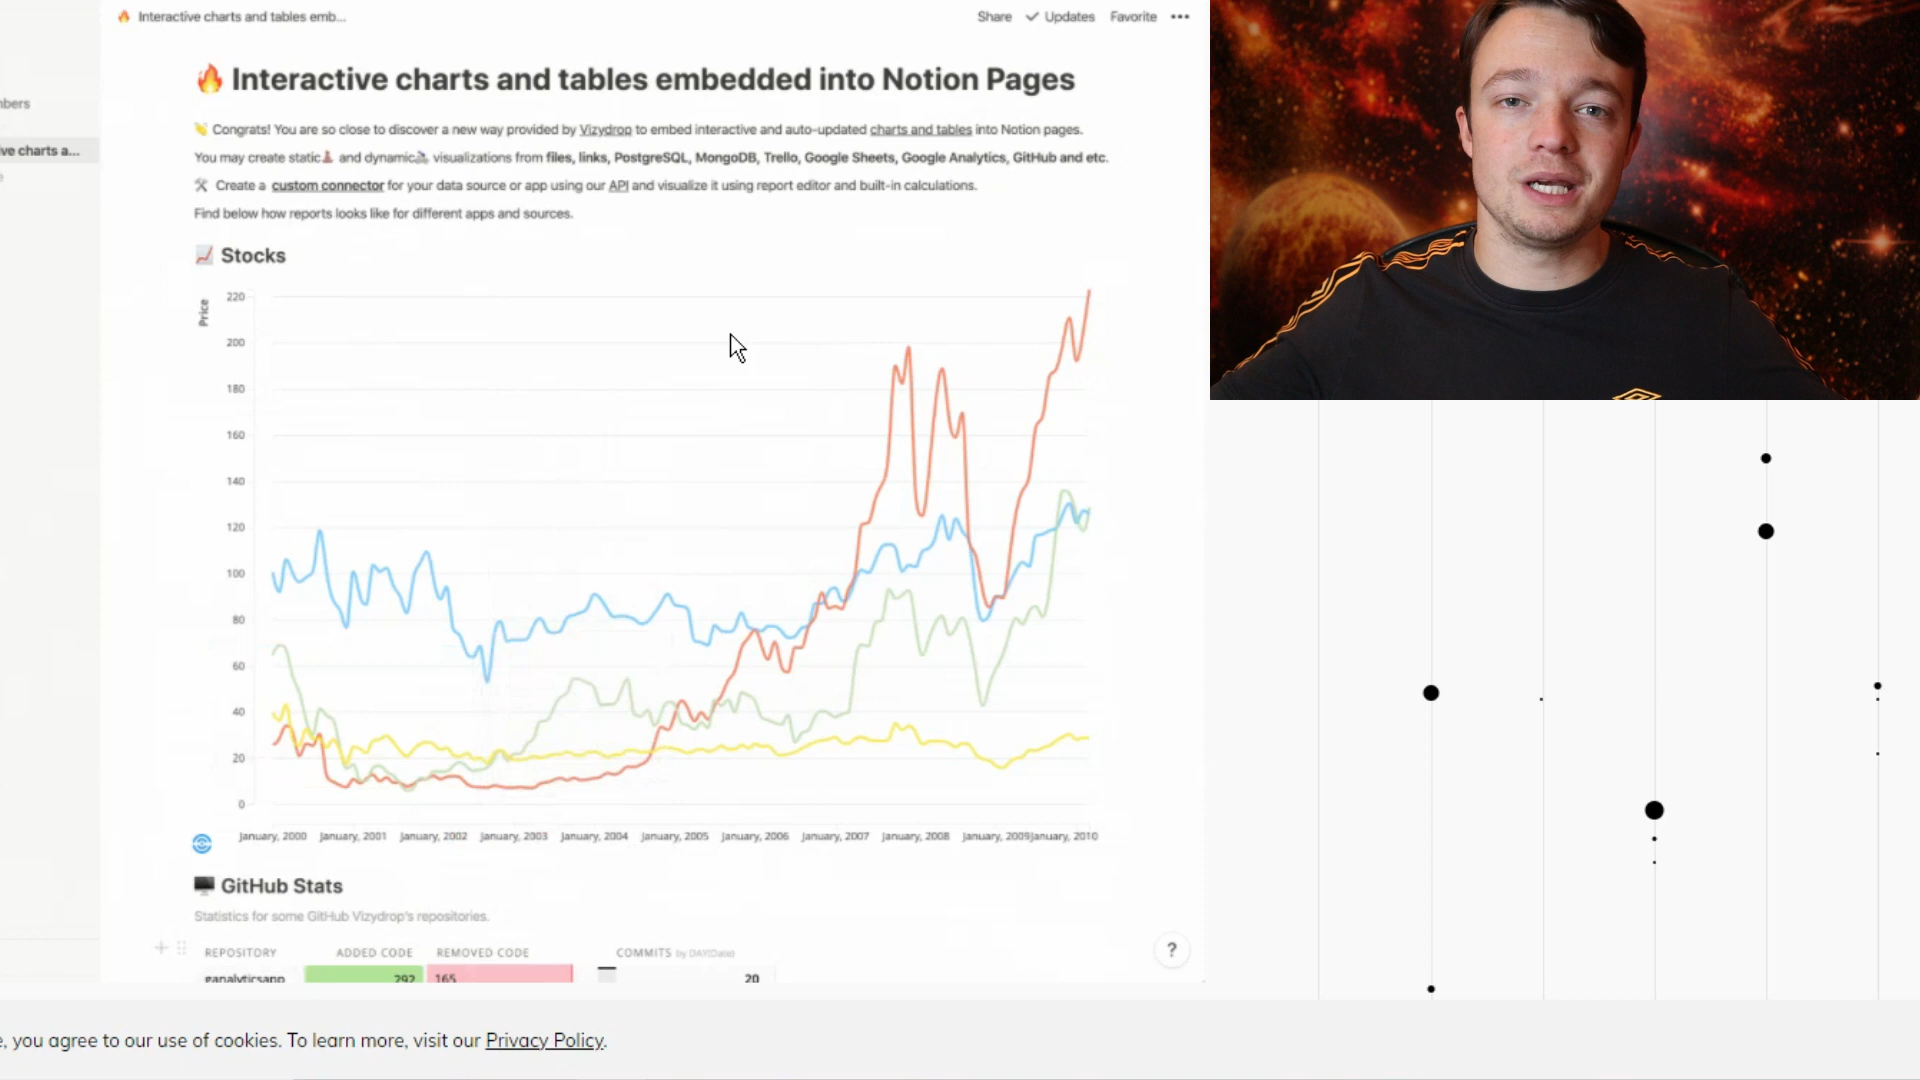 Interactive charts and tables emb...
Share Updates Favorite
bers
ve charts a...
Interactive charts and tables embedded into Notion Pages
Congrats! You are so close to discover a new way provided by Vizydrop to embed interactive and auto-updated charts and tables into Notion pages.
You may create static and dynamic visualizations from files, links, PostgreSQL, MongoDB, Trello, Google Sheets, Google Analytics, GitHub and etc.
Create a custom connector for your data source or app using our API and visualize it using report editor and built-in calculations.
Find below how reports looks like for different apps and sources.
Stocks
Price
220
200
180
160
140
120
100
80
60
40
20
0
January, 2000 January, 2001 January, 2002 January, 2003 January, 2004 January, 2005 January, 2006 January, 2007 January, 2008 January, 2009 January, 2010
GitHub Stats
Statistics for some GitHub Vizydrop's repositories.
REPOSITORY ADDED CODE REMOVED CODE COMMITS by DAY(Date)
ganalyticsapp 292 165 20
?
, you agree to our use of cookies. To learn more, visit our Privacy Policy.